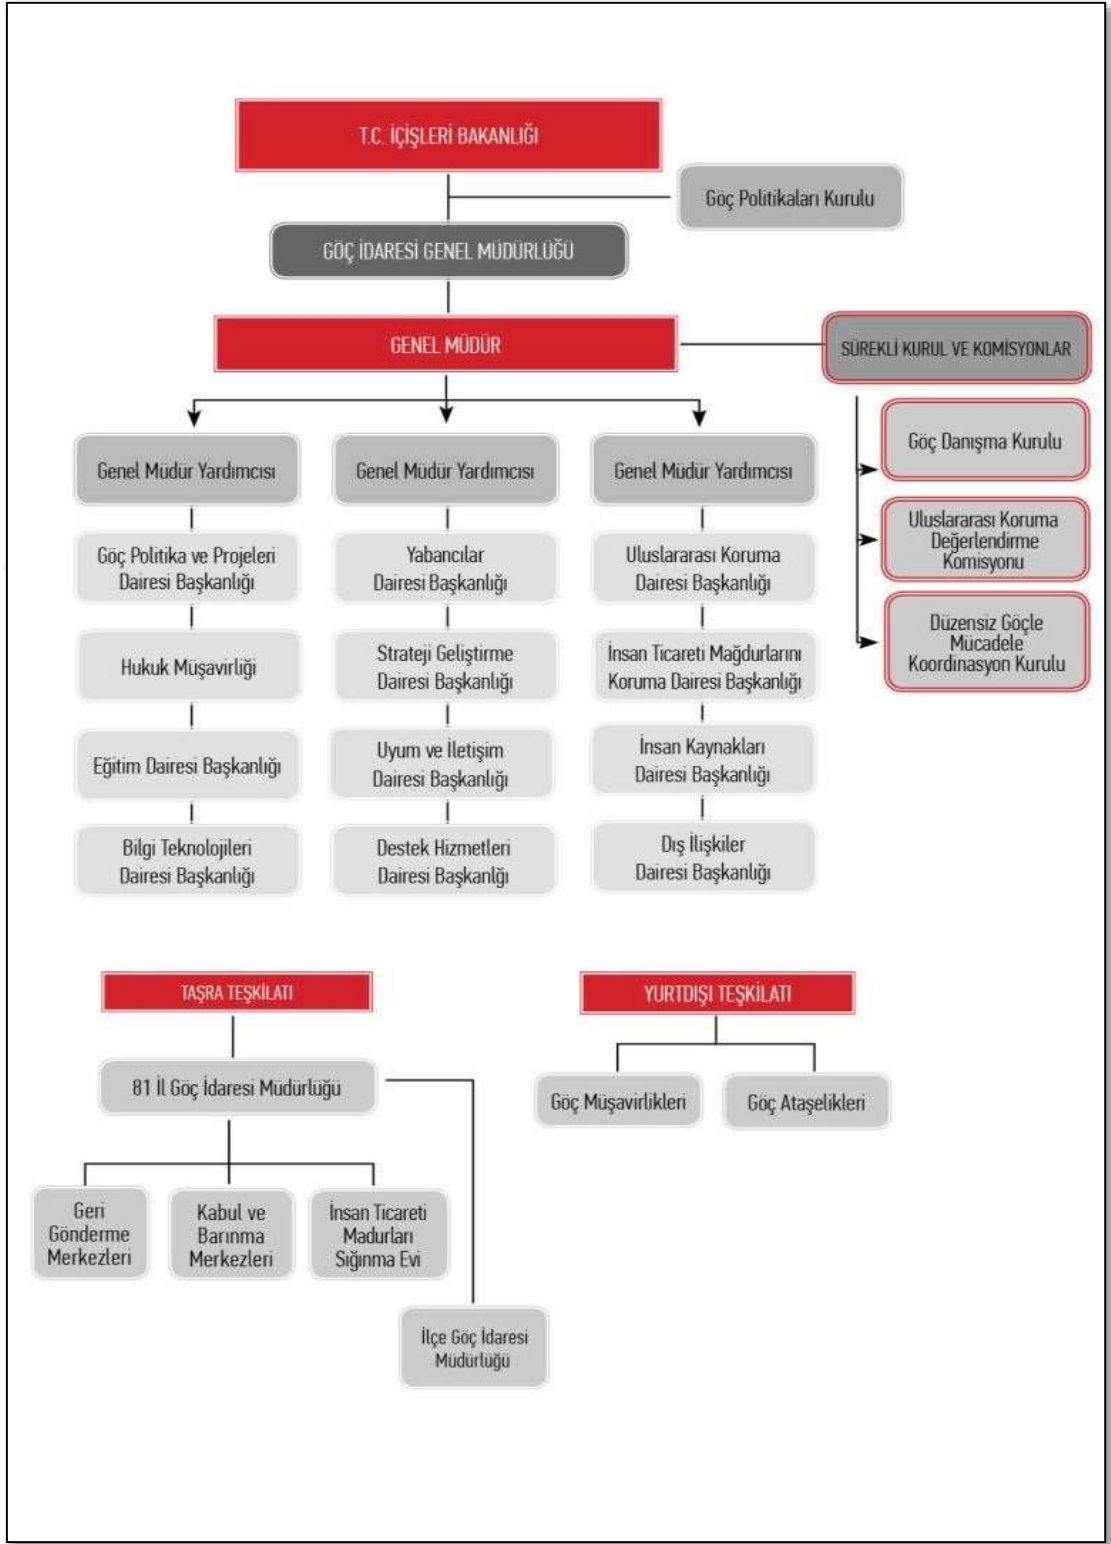 T.C. İÇİŞLERİ BAKANLIĞI
Göç Politikaları Kurulu
GÖÇ İDARESİ GENEL MÜDÜRLÜĞÜ
GENEL MÜDÜR
SÜREKLİ KURUL VE KOMİSYONLAR
Göç Danışma Kurulu
Uluslararası Koruma
Değerlendirme
Komisyonu
Düzensiz Göçle
Mücadele
Koordinasyon Kurulu
Genel Müdür Yardımcısı
Göç Politika ve Projeleri
Dairesi Başkanlığı
Hukuk Müşavirliği
Eğitim Dairesi Başkanlığı
Bilgi Teknolojileri
Dairesi Başkanlığı
Genel Müdür Yardımcısı
Yabancılar
Dairesi Başkanlığı
Strateji Geliştirme
Dairesi Başkanlığı
Uyum ve İletişim
Dairesi Başkanlığı
Destek Hizmetleri
Dairesi Başkanlğı
Genel Müdür Yardımcısı
Uluslararası Koruma
Dairesi Başkanlığı
İnsan Ticareti Mağdurlarını
Koruma Dairesi Başkanlığı
İnsan Kaynakları
Dairesi Başkanlığı
Dış İlişkiler
Dairesi Başkanlığı
TAŞRA TEŞKİLATI
81 İl Göç İdaresi Müdürlüğü
Geri
Gönderme
Merkezleri
Kabul ve
Barınma
Merkezleri
İnsan Ticareti
Madurları
Sığınma Evi
İlçe Göç İdaresi
Müdürlüğü
YURTDIŞI TEŞKİLATI
Göç Müşavirlikleri
Göç Ataşelikleri